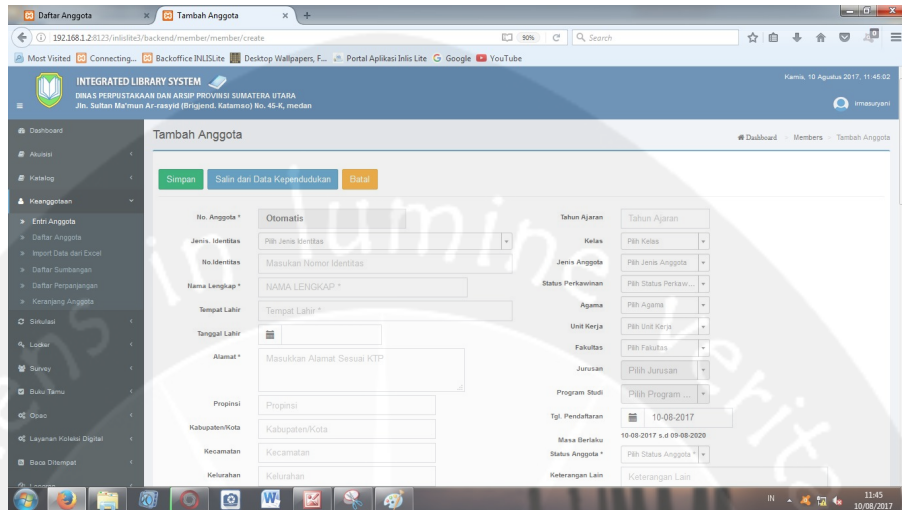 Daftar Anggota
Tambah Anggota
192.168.1.2:8123/inlislite3/backend/member/member/create
90%
Search
Most Visited
Connecting...
Backoffice INLISLite
Desktop Wallpapers, F...
Portal Aplikasi Inlis Lite
Google
YouTube
INTEGRATED LIBRARY SYSTEM
DINAS PERPUSTAKAAN DAN ARSIP PROVINSI SUMATERA UTARA
Jln. Sultan Ma'mun Ar-rasyid (Brigjend. Katamso) No. 45-K, medan
Kamis, 10 Agustus 2017, 11:45:02
irmasuryani
Dashboard
Akuisisi
Katalog
Keanggotaan
Entri Anggota
Daftar Anggota
Import Data dari Excel
Daftar Sumbangan
Daftar Perpanjangan
Keranjang Anggota
Sirkulasi
Locker
Survey
Buku Tamu
Opac
Layanan Koleksi Digital
Baca Ditempat
Tambah Anggota
Dashboard
Members
Tambah Anggota
Simpan
Salin dari Data Kependudukan
Batal
No. Anggota *
Otomatis
Jenis. Identitas
Pilih Jenis Identitas
No.Identitas
Masukan Nomor Identitas
Nama Lengkap *
NAMA LENGKAP *
Tempat Lahir
Tempat Lahir *
Tanggal Lahir
Alamat *
Masukkan Alamat Sesuai KTP
Propinsi
Propinsi
Kabupaten/Kota
Kabupaten/Kota
Kecamatan
Kecamatan
Kelurahan
Kelurahan
Tahun Ajaran
Tahun Ajaran
Kelas
Pilih Kelas
Jenis Anggota
Pilih Jenis Anggota
Status Perkawinan
Pilih Status Perkaw...
Agama
Pilih Agama
Unit Kerja
Pilih Unit Kerja
Fakultas
Pilih Fakultas
Jurusan
Pilih Jurusan
Program Studi
Pilih Program ...
Tgl. Pendaftaran
10-08-2017
Masa Berlaku
10-08-2017 s.d 09-08-2020
Status Anggota *
Pilih Status Anggota *
Keterangan Lain
Keterangan Lain
IN
11:45
10/08/2017